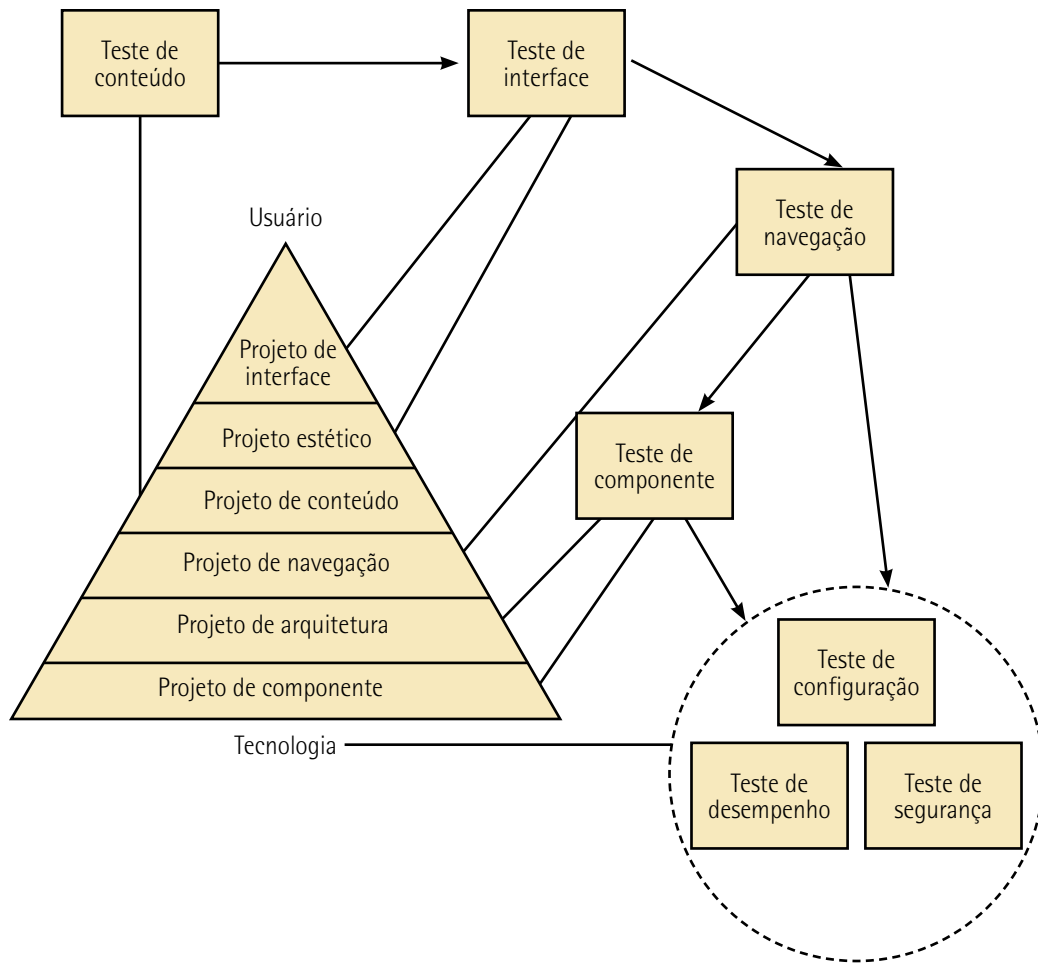 Teste de
conteúdo
Teste de
interface
Teste de
navegação
Usuário
Projeto de
interface
Projeto estético
Projeto de conteúdo
Projeto de navegação
Projeto de arquitetura
Projeto de componente
Teste de
componente
Tecnologia
Teste de
configuração
Teste de
desempenho
Teste de
segurança